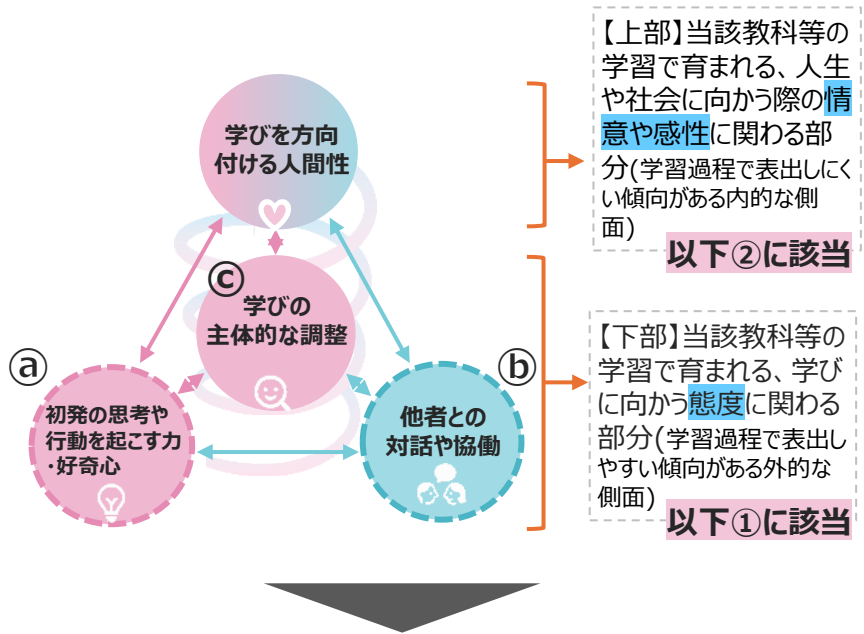 学びを方向
付ける人間性
ⓒ
学びの
主体的な調整
ⓐ
初発の思考や
行動を起こす力
・好奇心
ⓑ
他者との
対話や協働
【上部】当該教科等の
学習で育まれる、人生
や社会に向かう際の情
意や感性に関わる部
分(学習過程で表出しにく
い傾向がある内的な側
面)
以下②に該当
【下部】当該教科等の
学習で育まれる、学び
に向かう態度に関わる
部分(学習過程で表出し
やすい傾向がある外的な
側面)
以下①に該当